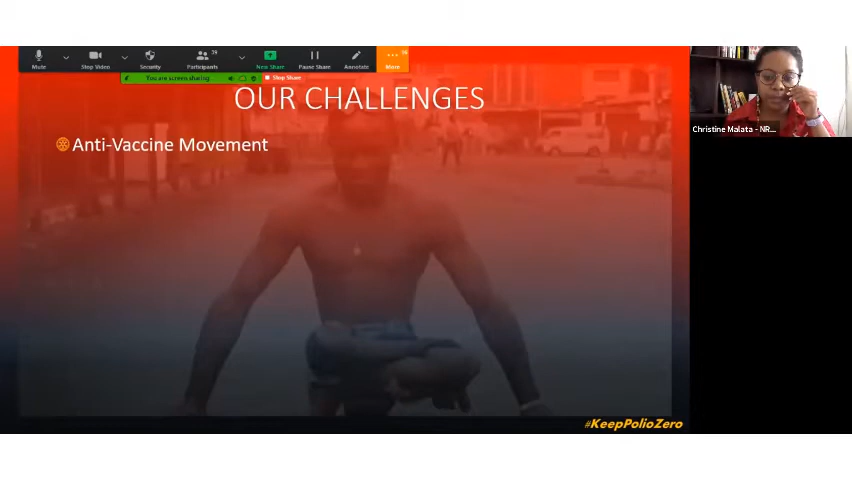 39
Mute
Stop Video
Security
Participants
New Share
Pause Share
Annotate
More
You are screen sharing
Stop Share
OUR CHALLENGES
Anti-Vaccine Movement
Christine Malata - NR...
#KeepPolioZero